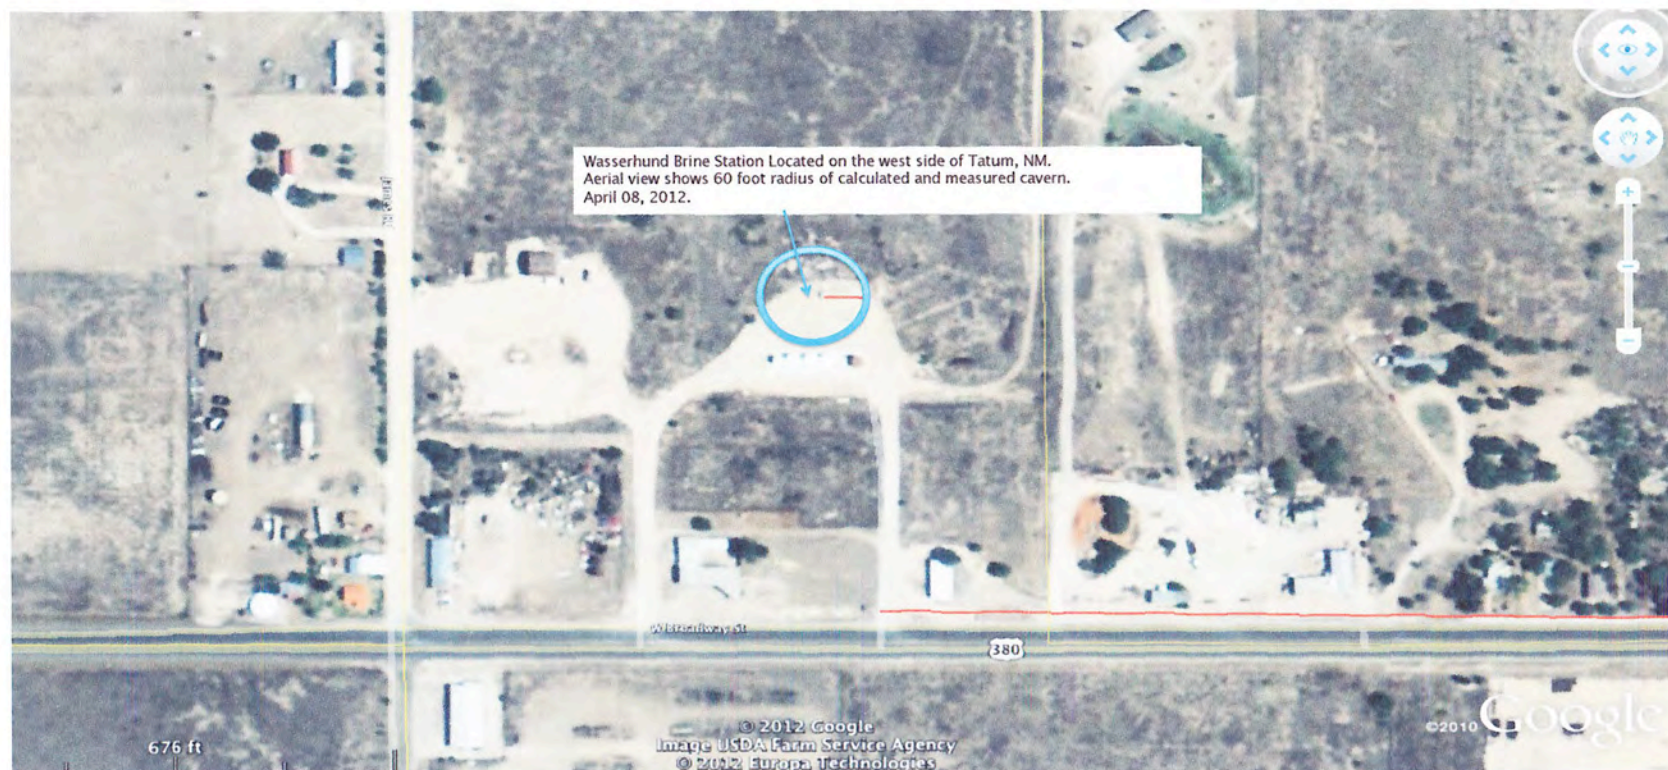 Wasserhund Brine Station Located on the west side of Tatum, NM.
Aerial view shows 60 foot radius of calculated and measured cavern.
April 08, 2012.
W Broadway St
380
© 2012 Google
Image USDA Farm Service Agency
© 2012 Europa Technologies
©2010 Google
676 ft